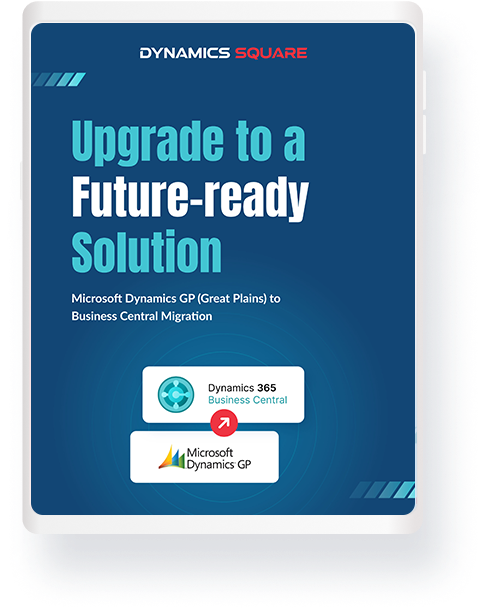 DYNAMICS SQUARE
Upgrade to a
Future-ready
Solution
Microsoft Dynamics GP (Great Plains) to
Business Central Migration
Dynamics 365
Business Central
Microsoft
Dynamics GP